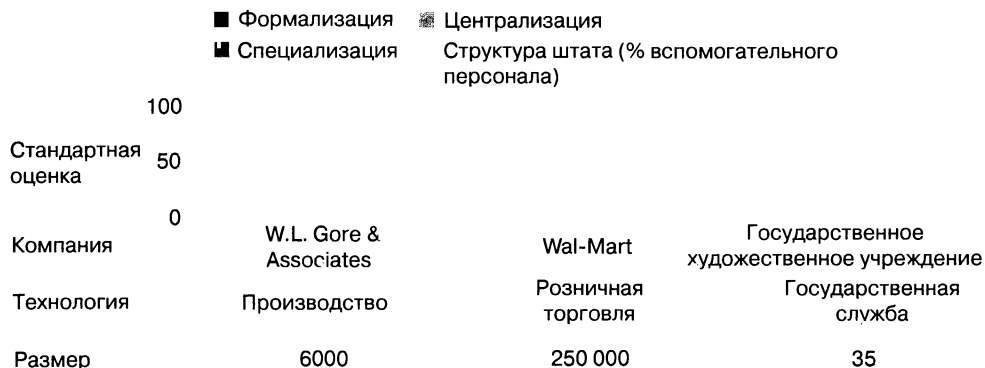 Формализация Централизация
Специализация Структура штата (% вспомогательного
персонала)
100
Стандартная 50
оценка
0
Компания W.L. Gore & Associates Wal-Mart Государственное художественное учреждение
Технология Производство Розничная торговля Государственная служба
Размер 6000 250 000 35